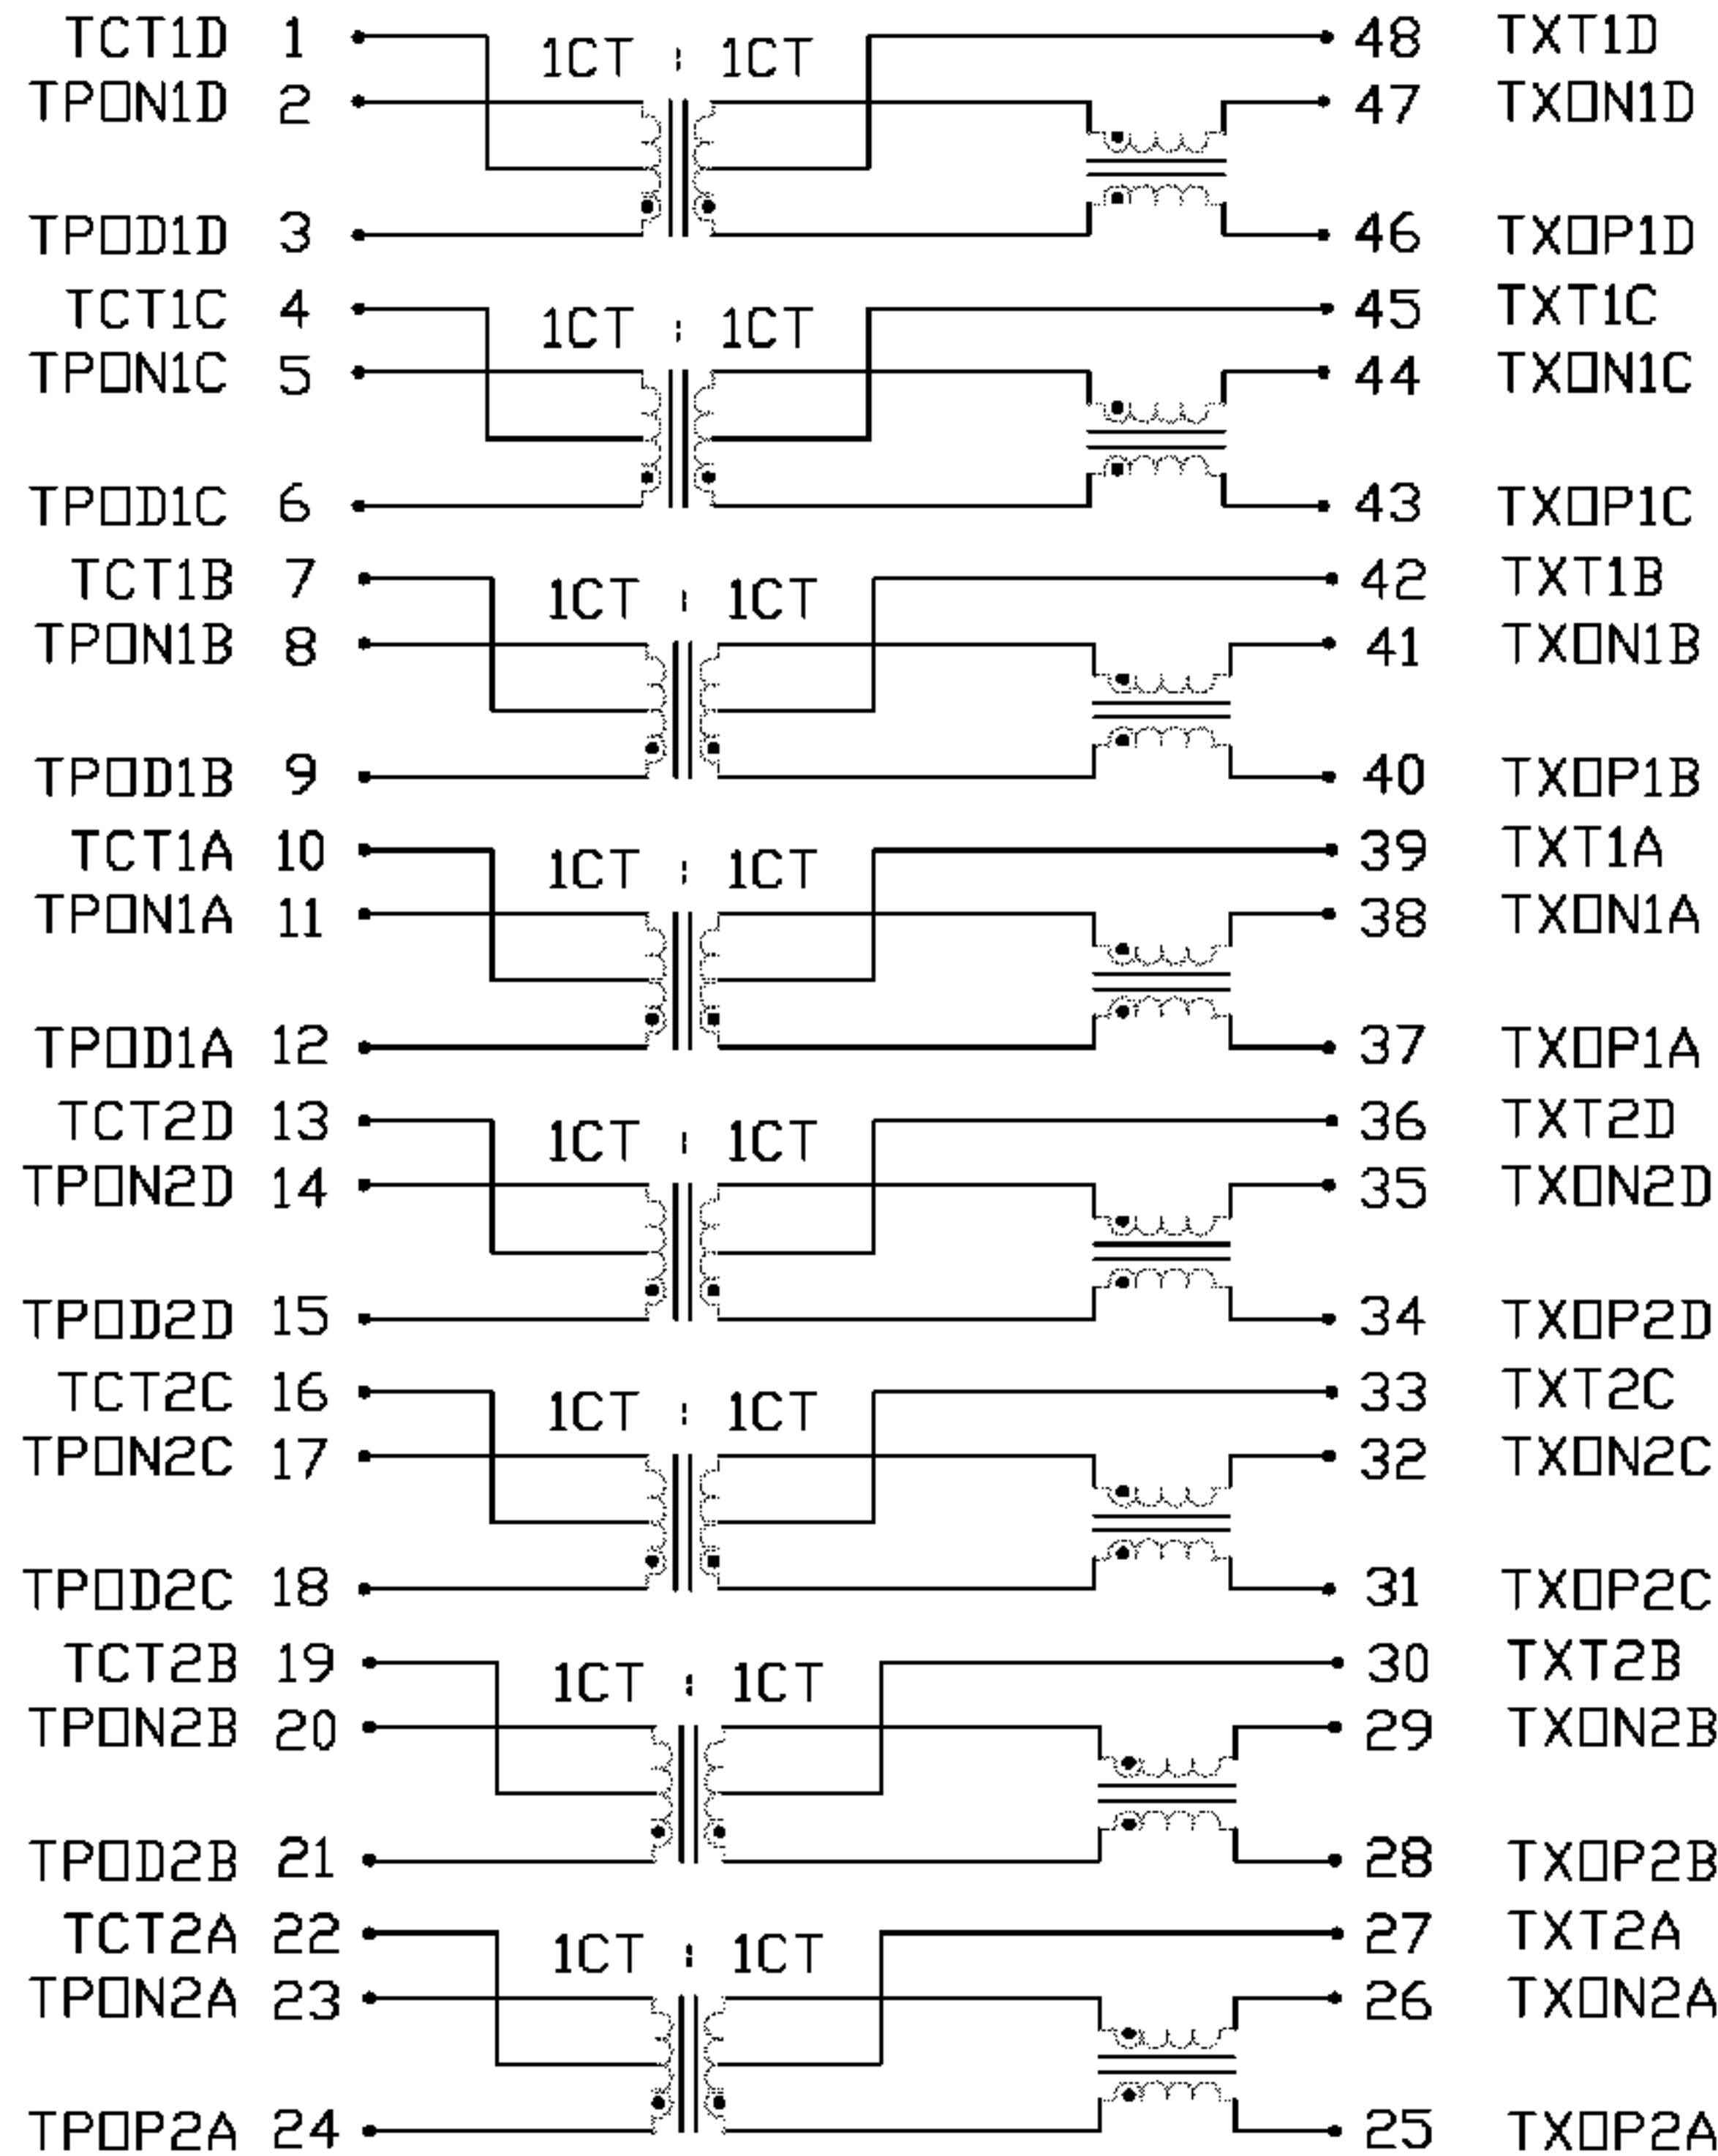 TCT1D 1 1CT : 1CT 48 TXT1D
TPON1D 2 47 TXON1D
TPOD1D 3 46 TXOP1D
TCT1C 4 1CT : 1CT 45 TXT1C
TPON1C 5 44 TXON1C
TPOD1C 6 43 TXOP1C
TCT1B 7 1CT : 1CT 42 TXT1B
TPON1B 8 41 TXON1B
TPOD1B 9 40 TXOP1B
TCT1A 10 1CT : 1CT 39 TXT1A
TPON1A 11 38 TXON1A
TPOD1A 12 37 TXOP1A
TCT2D 13 1CT : 1CT 36 TXT2D
TPON2D 14 35 TXON2D
TPOD2D 15 34 TXOP2D
TCT2C 16 1CT : 1CT 33 TXT2C
TPON2C 17 32 TXON2C
TPOD2C 18 31 TXOP2C
TCT2B 19 1CT : 1CT 30 TXT2B
TPON2B 20 29 TXON2B
TPOD2B 21 28 TXOP2B
TCT2A 22 1CT : 1CT 27 TXT2A
TPON2A 23 26 TXON2A
TPOP2A 24 25 TXOP2A